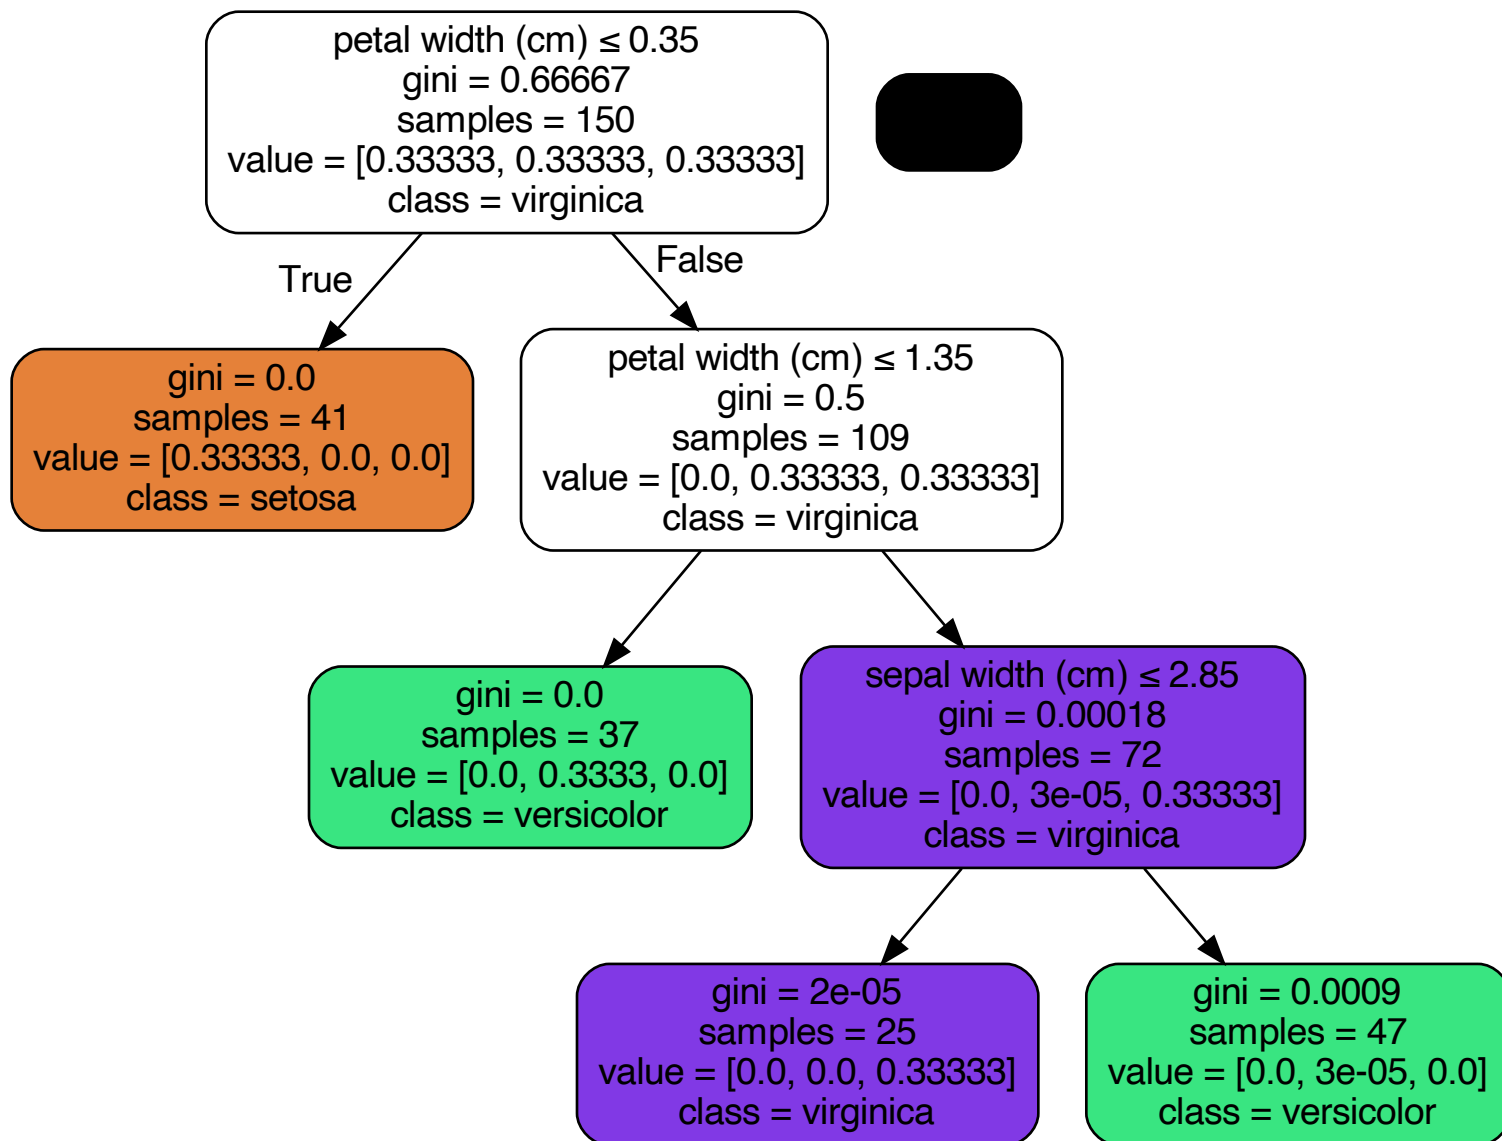 petal width (cm) ≤ 0.35
gini = 0.66667
samples = 150
value = [0.33333, 0.33333, 0.33333]
class = virginica
True
False
gini = 0.0
samples = 41
value = [0.33333, 0.0, 0.0]
class = setosa
petal width (cm) ≤ 1.35
gini = 0.5
samples = 109
value = [0.0, 0.33333, 0.33333]
class = virginica
gini = 0.0
samples = 37
value = [0.0, 0.3333, 0.0]
class = versicolor
sepal width (cm) ≤ 2.85
gini = 0.00018
samples = 72
value = [0.0, 3e-05, 0.33333]
class = virginica
gini = 2e-05
samples = 25
value = [0.0, 0.0, 0.33333]
class = virginica
gini = 0.0009
samples = 47
value = [0.0, 3e-05, 0.0]
class = versicolor